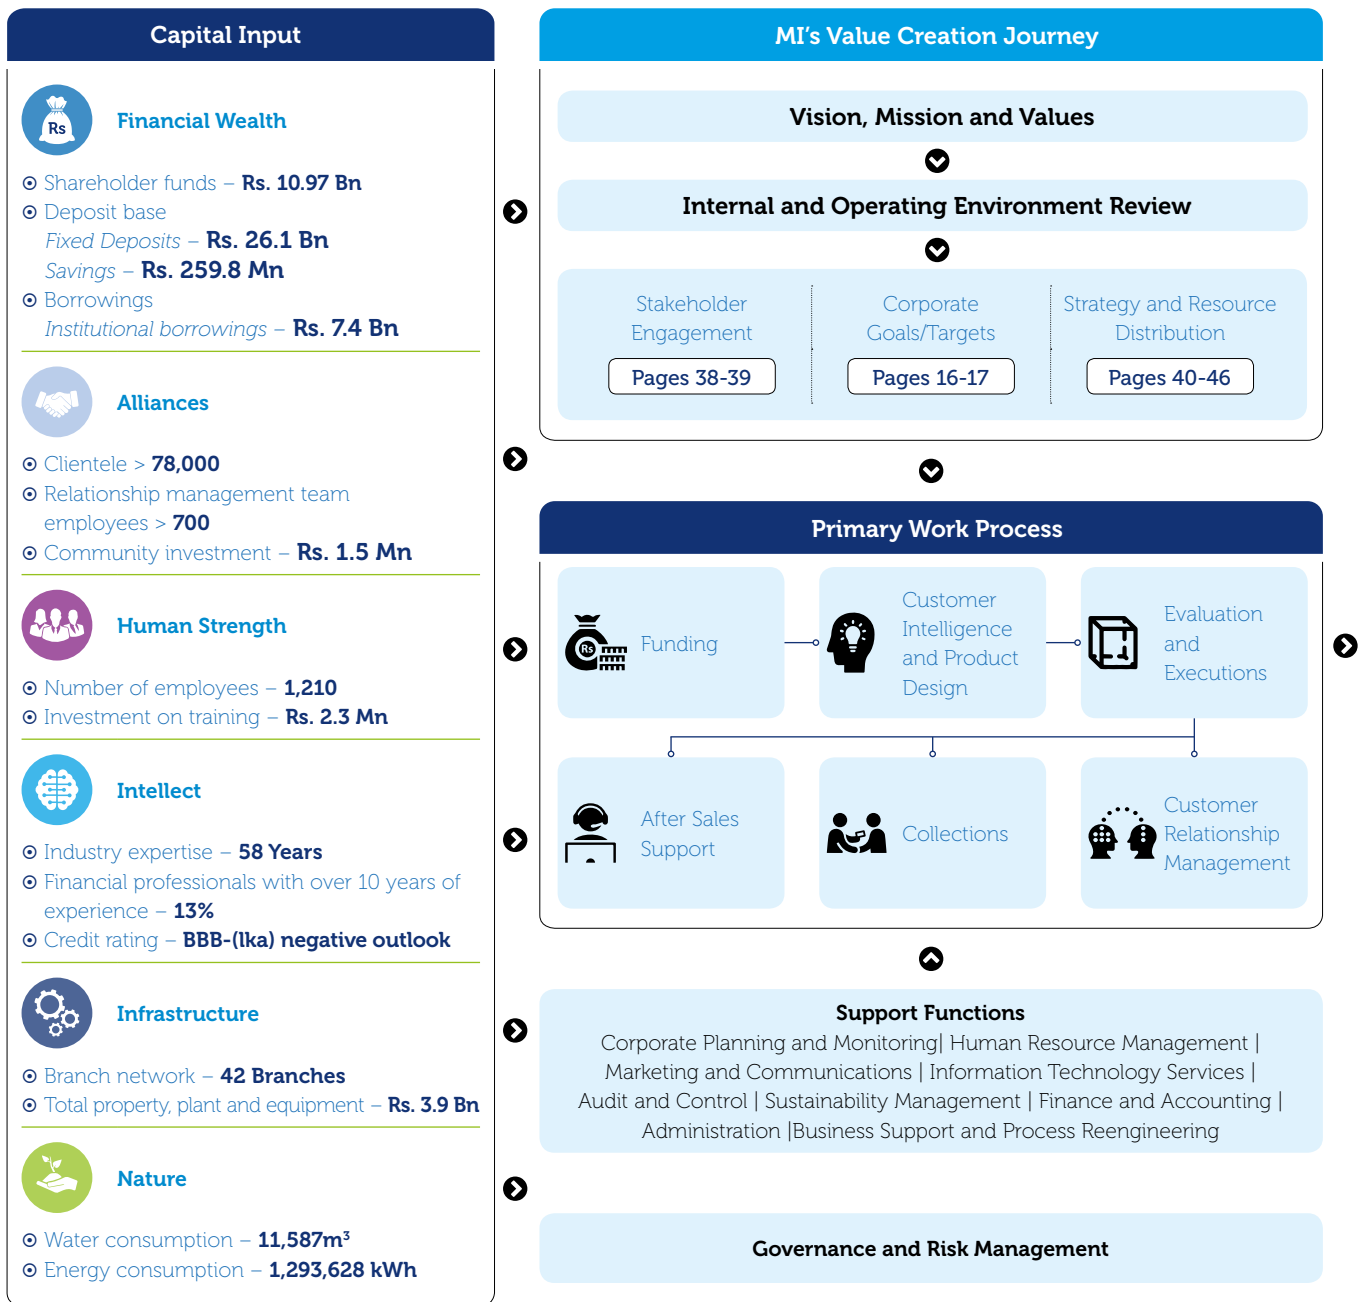 Capital Input
Rs
Financial Wealth
Shareholder funds – Rs. 10.97 Bn
Deposit base
Fixed Deposits – Rs. 26.1 Bn
Savings – Rs. 259.8 Mn
Borrowings
Institutional borrowings – Rs. 7.4 Bn
Alliances
Clientele > 78,000
Relationship management team
employees > 700
Community investment – Rs. 1.5 Mn
Human Strength
Number of employees – 1,210
Investment on training – Rs. 2.3 Mn
Intellect
Industry expertise – 58 Years
Financial professionals with over 10 years of
experience – 13%
Credit rating – BBB-(lka) negative outlook
Infrastructure
Branch network – 42 Branches
Total property, plant and equipment – Rs. 3.9 Bn
Nature
Water consumption – 11,587m³
Energy consumption – 1,293,628 kWh
MI's Value Creation Journey
Vision, Mission and Values
Internal and Operating Environment Review
Stakeholder
Engagement
Pages 38-39
Corporate
Goals/Targets
Pages 16-17
Strategy and Resource
Distribution
Pages 40-46
Primary Work Process
Rs
Funding
Customer
Intelligence
and Product
Design
Evaluation
and
Executions
After Sales
Support
Collections
Customer
Relationship
Management
Support Functions
Corporate Planning and Monitoring| Human Resource Management |
Marketing and Communications | Information Technology Services |
Audit and Control | Sustainability Management | Finance and Accounting |
Administration |Business Support and Process Reengineering
Governance and Risk Management